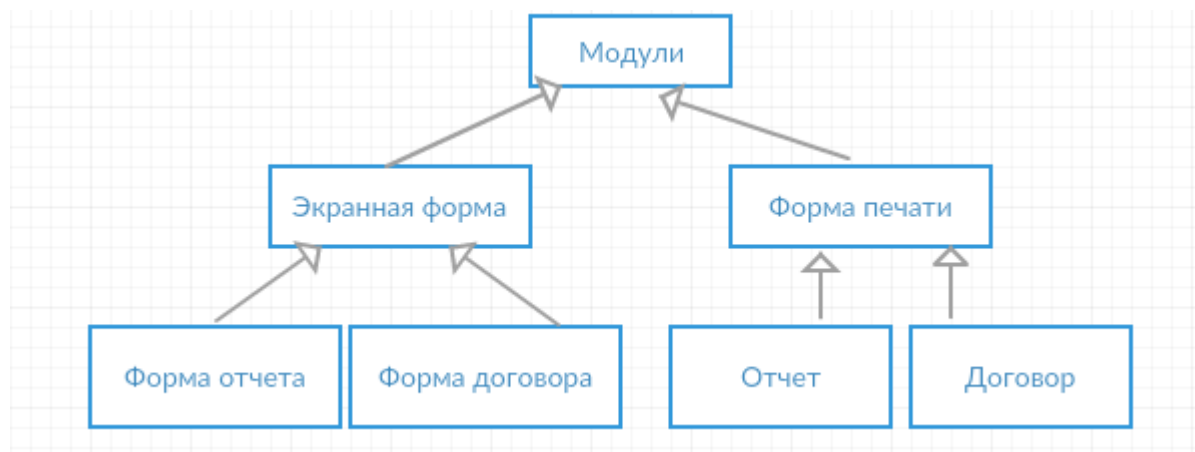 Модули
Экранная форма
Форма печати
Форма отчета
Форма договора
Отчет
Договор